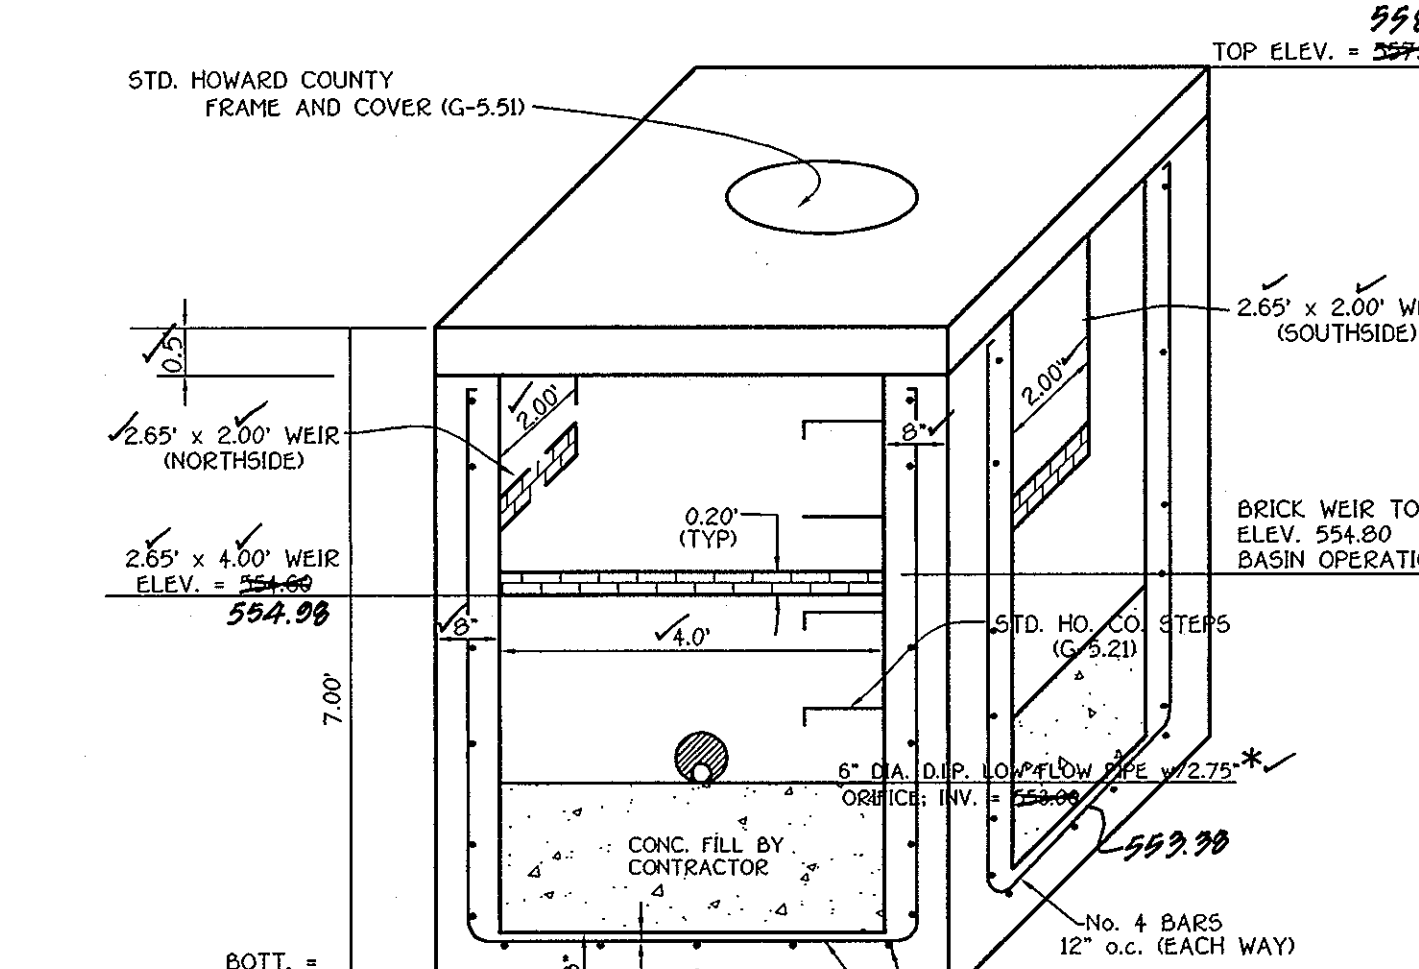 558
TOP ELEV. = 557.
STD. HOWARD COUNTY
FRAME AND COVER (G-5.51)
0.5'
2.65' x 2.00' WE
(SOUTHSIDE)
2.00'
2.00'
8"
2.65' x 2.00' WEIR
(NORTHSIDE)
0.20'
(TYP)
BRICK WEIR TO
ELEV. 554.80
BASIN OPERATIO
2.65' x 4.00' WEIR
ELEV. = 554.60
554.98
8"
4.0'
STD. HO. CO. STEPS
(G-5.21)
7.00'
6" DIA. D.I.P. LOW FLOW PIPE w/2.75" *
ORIFICE; INV. = 553.00
553.38
CONC. FILL BY
CONTRACTOR
No. 4 BARS
12" o.c. (EACH WAY)
BOTT. =